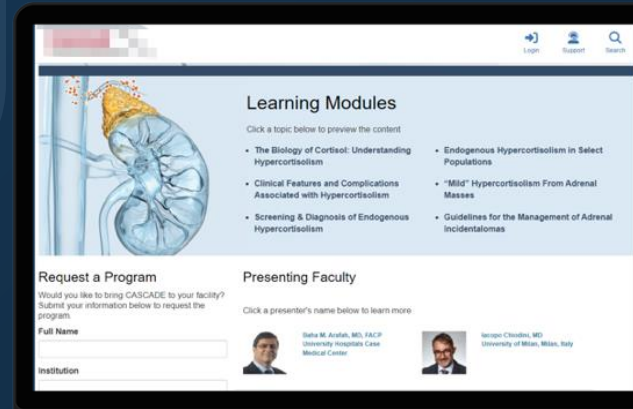 Login Support Search
Learning Modules
Click a topic below to preview the content
• The Biology of Cortisol: Understanding
Hypercortisolism
• Clinical Features and Complications
Associated with Hypercortisolism
• Screening & Diagnosis of Endogenous
Hypercortisolism
• Endogenous Hypercortisolism in Select
Populations
• "Mild" Hypercortisolism From Adrenal
Masses
• Guidelines for the Management of Adrenal
Incidentalomas
Request a Program
Would you like to bring CASCADE to your facility?
Submit your information below to request the
program.
Full Name
Institution
Presenting Faculty
Click a presenter's name below to learn more
Baha M. Arafah, MD, FACP
University Hospitals Case
Medical Center
Iacopo Chiodini, MD
University of Milan, Milan, Italy